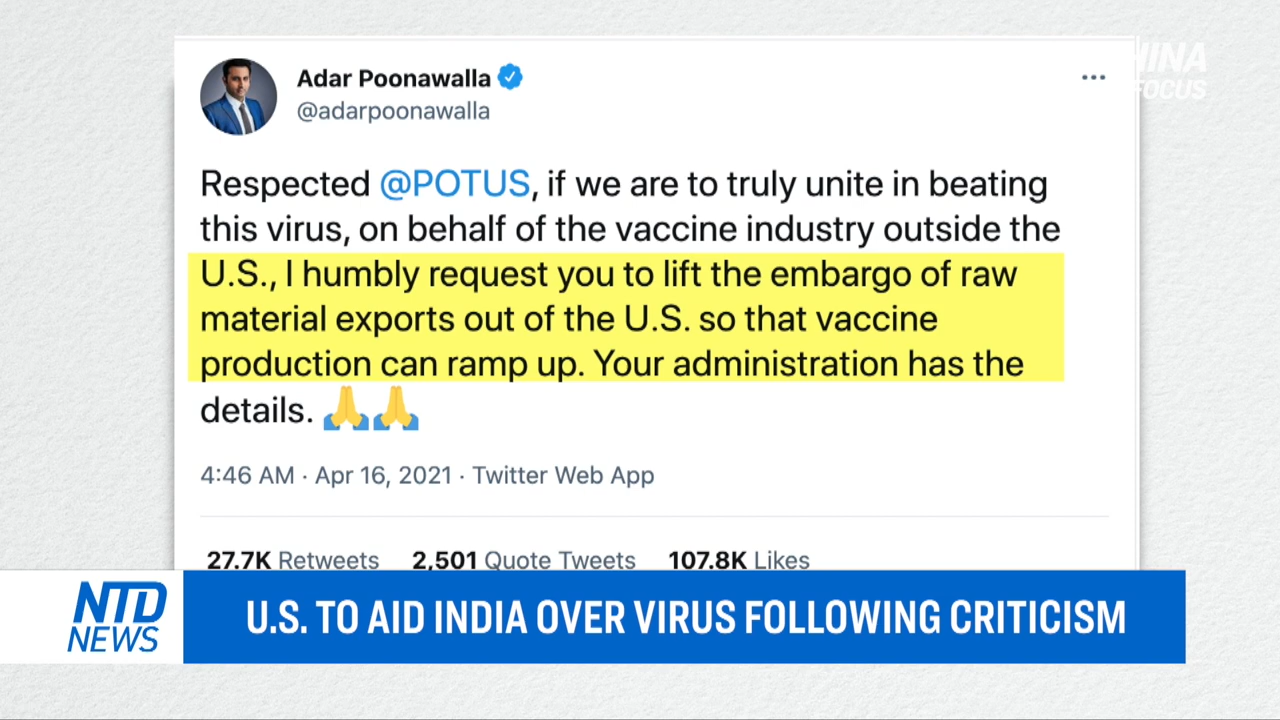 Adar Poonawalla
@adarpoonawalla
Respected @POTUS, if we are to truly unite in beating
this virus, on behalf of the vaccine industry outside the
U.S., I humbly request you to lift the embargo of raw
material exports out of the U.S. so that vaccine
production can ramp up. Your administration has the
details. 🙏🙏
4:46 AM · Apr 16, 2021 · Twitter Web App
27.7K Retweets 2,501 Quote Tweets 107.8K Likes
FOCUS
NTD
NEWS
U.S. TO AID INDIA OVER VIRUS FOLLOWING CRITICISM